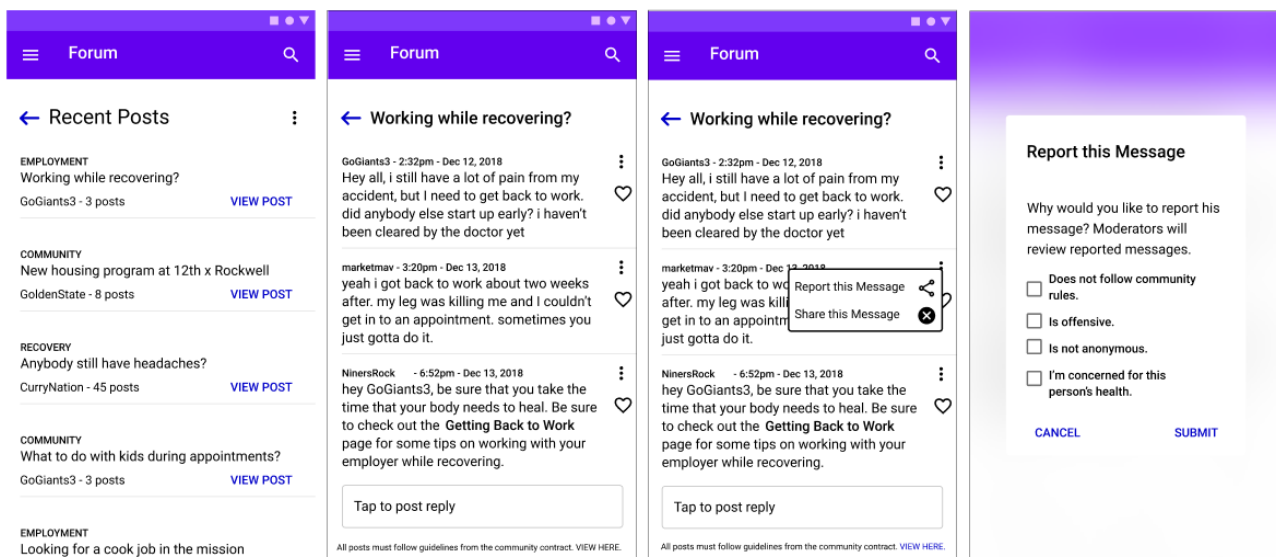 Forum
Recent Posts
EMPLOYMENT
Working while recovering?
GoGiants3 - 3 posts
VIEW POST
COMMUNITY
New housing program at 12th x Rockwell
GoldenState - 8 posts
VIEW POST
RECOVERY
Anybody still have headaches?
CurryNation - 45 posts
VIEW POST
COMMUNITY
What to do with kids during appointments?
GoGiants3 - 3 posts
VIEW POST
EMPLOYMENT
Looking for a cook job in the mission
Forum
Working while recovering?
GoGiants3 - 2:32pm - Dec 12, 2018
Hey all, i still have a lot of pain from my
accident, but I need to get back to work.
did anybody else start up early? i haven't
been cleared by the doctor yet
marketmav - 3:20pm - Dec 13, 2018
yeah i got back to work about two weeks
after. my leg was killing me and I couldn't
get in to an appointment. sometimes you
just gotta do it.
NinersRock - 6:52pm - Dec 13, 2018
hey GoGiants3, be sure that you take the
time that your body needs to heal. Be sure
to check out the Getting Back to Work
page for some tips on working with your
employer while recovering.
Tap to post reply
All posts must follow guidelines from the community contract. VIEW HERE.
Forum
Working while recovering?
GoGiants3 - 2:32pm - Dec 12, 2018
Hey all, i still have a lot of pain from my
accident, but I need to get back to work.
did anybody else start up early? i haven't
been cleared by the doctor yet
marketmav - 3:20pm - Dec 13, 2018
yeah i got back to
after. my leg was
get in to an
just gotta do it.
Report this Message
Share this Message
NinersRock - 6:52pm - Dec 13, 2018
hey GoGiants3, be sure that you take the
time that your body needs to heal. Be sure
to check out the Getting Back to Work
page for some tips on working with your
employer while recovering.
Tap to post reply
All posts must follow guidelines from the community contract. VIEW HERE.
Report this Message
Why would you like to report his
message? Moderators will
review reported messages.
Does not follow community
rules.
Is offensive.
Is not anonymous.
I'm concerned for this
person's health.
CANCEL
SUBMIT